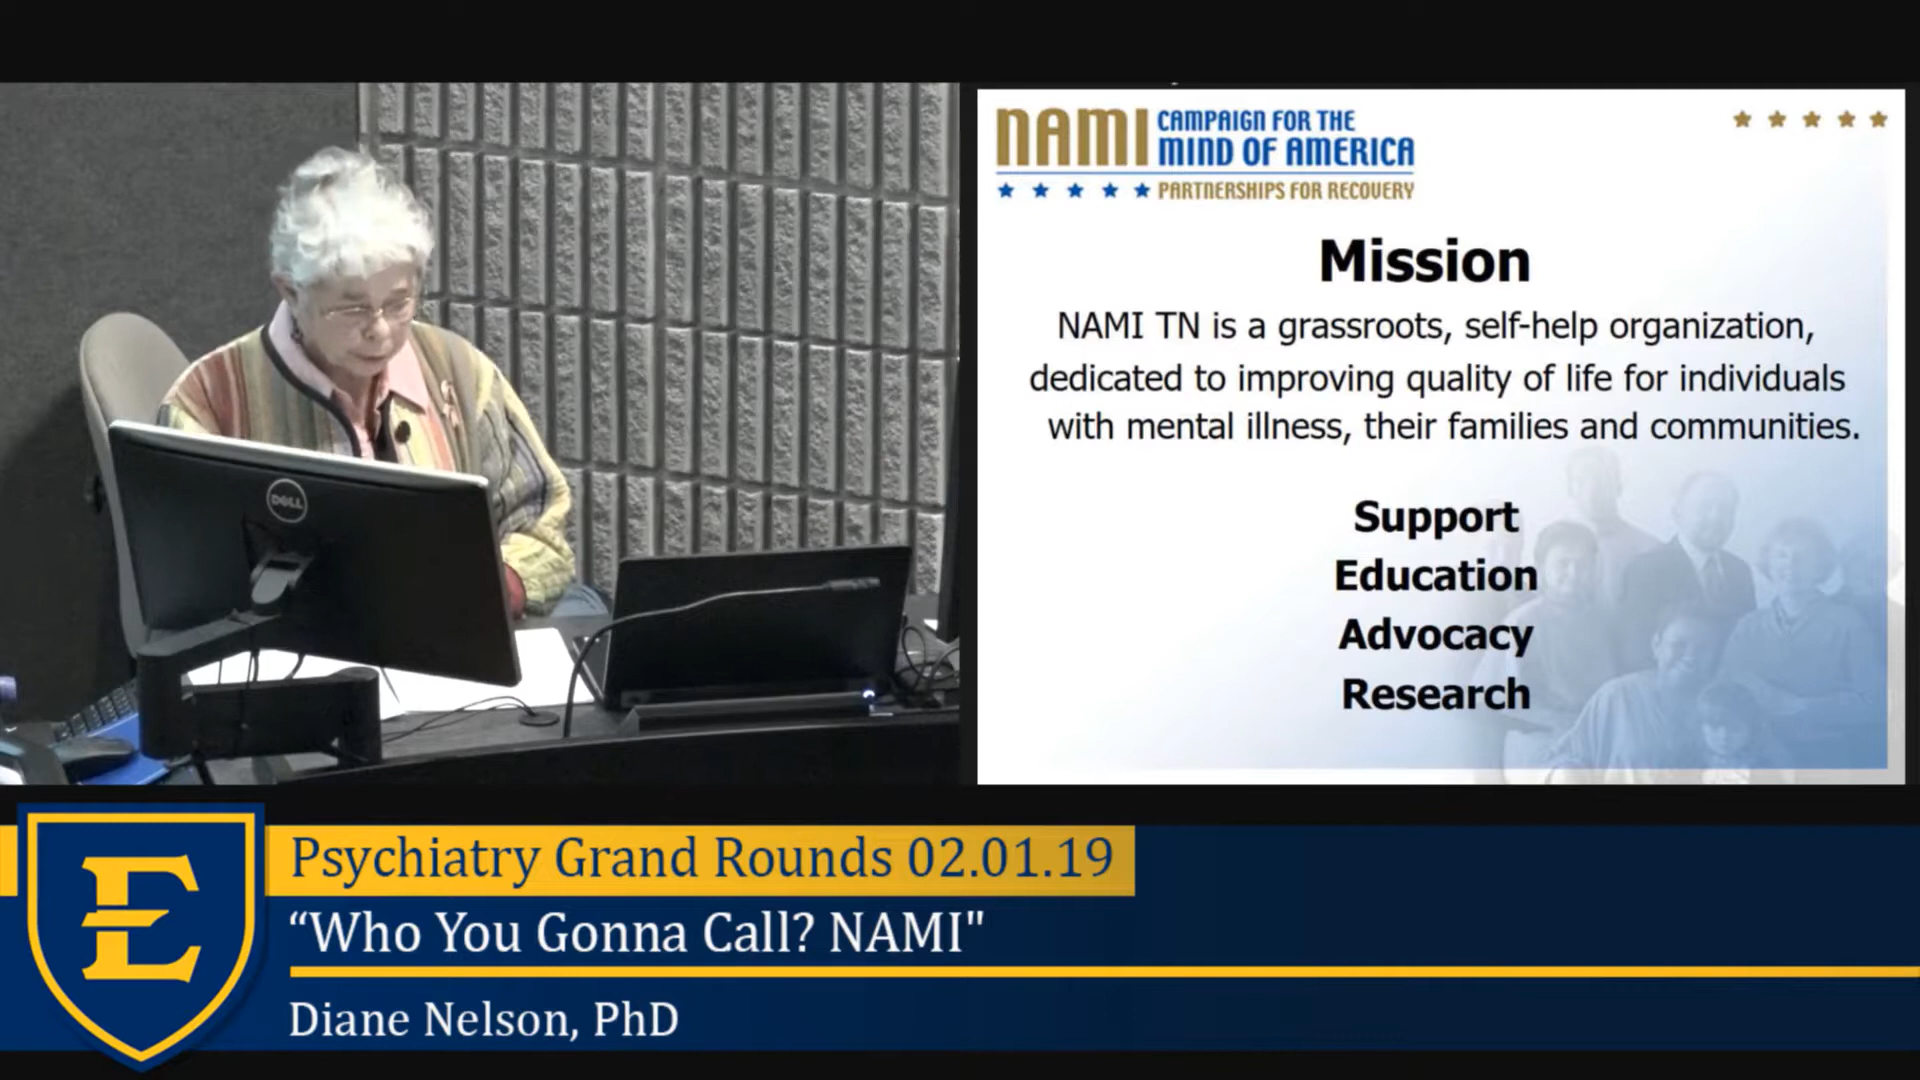 DELL
NAMI CAMPAIGN FOR THE
MIND OF AMERICA
PARTNERSHIPS FOR RECOVERY
Mission
NAMI TN is a grassroots, self-help organization,
dedicated to improving quality of life for individuals
with mental illness, their families and communities.
Support
Education
Advocacy
Research
E
Psychiatry Grand Rounds 02.01.19
“Who You Gonna Call? NAMI"
Diane Nelson, PhD